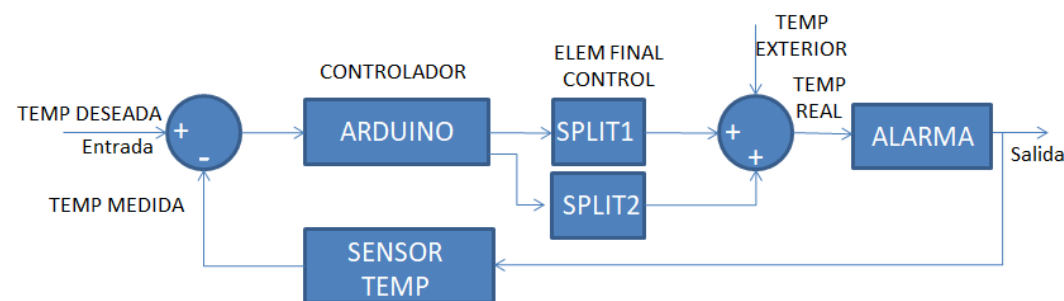 TEMP
EXTERIOR
ELEM FINAL
CONTROL
CONTROLADOR
TEMP
REAL
TEMP DESEADA
Entrada
+
-
ARDUINO
SPLIT1
+
+
ALARMA
Salida
TEMP MEDIDA
SPLIT2
SENSOR
TEMP